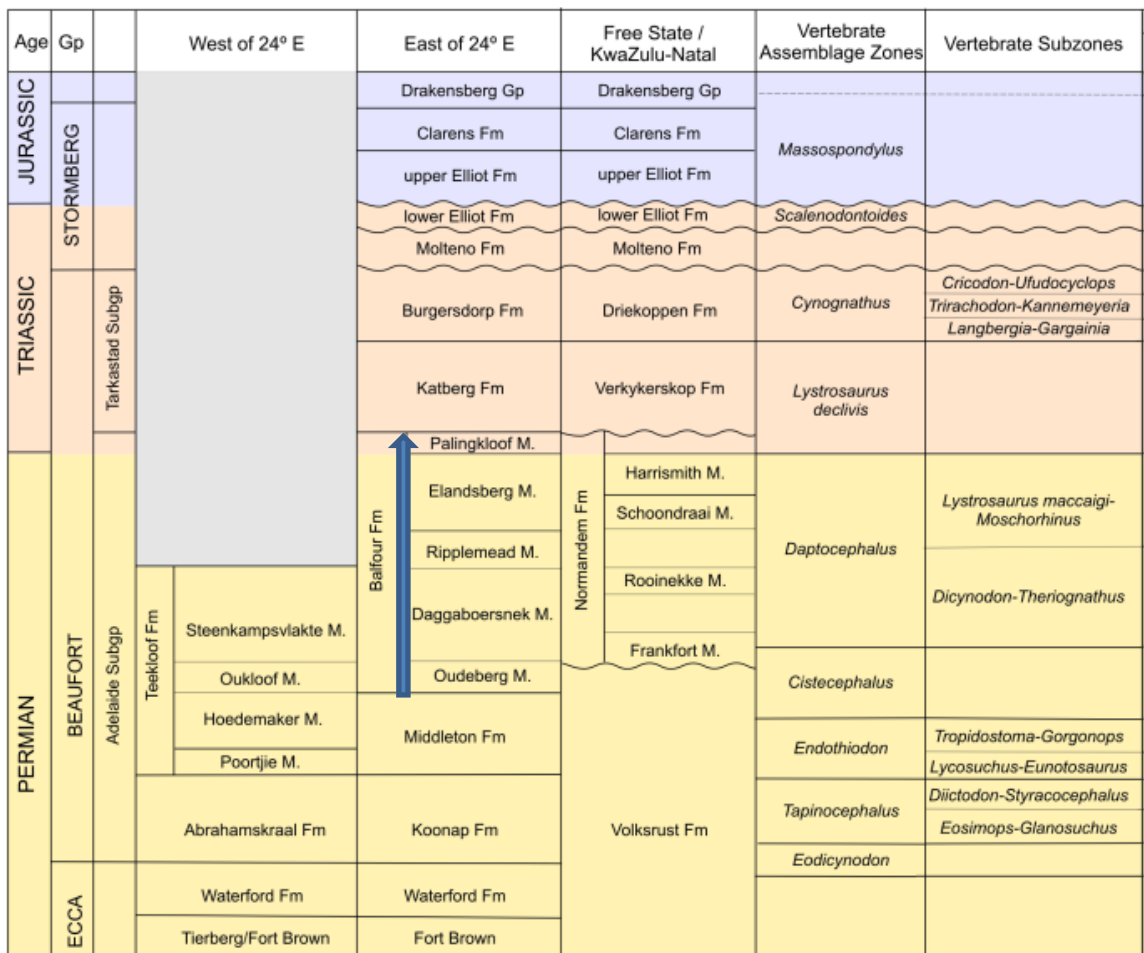 Age
Gp
West of 24º E
East of 24º E
Free State /
KwaZulu-Natal
Vertebrate
Assemblage Zones
Vertebrate Subzones
JURASSIC
TRIASSIC
PERMIAN
STORMBERG
BEAUFORT
ECCA
Tarkastad Subgp
Adelaide Subgp
Teekloof Fm
Steenkampsvlakte M.
Oukloof M.
Hoedemaker M.
Poortjie M.
Abrahamskraal Fm
Waterford Fm
Tierberg/Fort Brown
Drakensberg Gp
Clarens Fm
upper Elliot Fm
lower Elliot Fm
Molteno Fm
Burgersdorp Fm
Katberg Fm
Balfour Fm
Palingkloof M.
Elandsberg M.
Ripplemead M.
Daggaboersnek M.
Oudeberg M.
Middleton Fm
Koonap Fm
Waterford Fm
Fort Brown
Drakensberg Gp
Clarens Fm
upper Elliot Fm
lower Elliot Fm
Molteno Fm
Driekoppen Fm
Verkykerskop Fm
Normandem Fm
Harrismith M.
Schoondraai M.
Rooinekke M.
Frankfort M.
Volksrust Fm
Massospondylus
Scalenodontoides
Cynognathus
Lystrosaurus
declivis
Daptocephalus
Cistecephalus
Endothiodon
Tapinocephalus
Eodicynodon
Cricodon-Ufudocyclops
Trirachodon-Kannemeyeria
Langbergia-Gargainia
Lystrosaurus maccaigi-
Moschorhinus
Dicynodon-Theriognathus
Tropidostoma-Gorgonops
Lycosuchus-Eunotosaurus
Diictodon-Styracocephalus
Eosimops-Glanosuchus